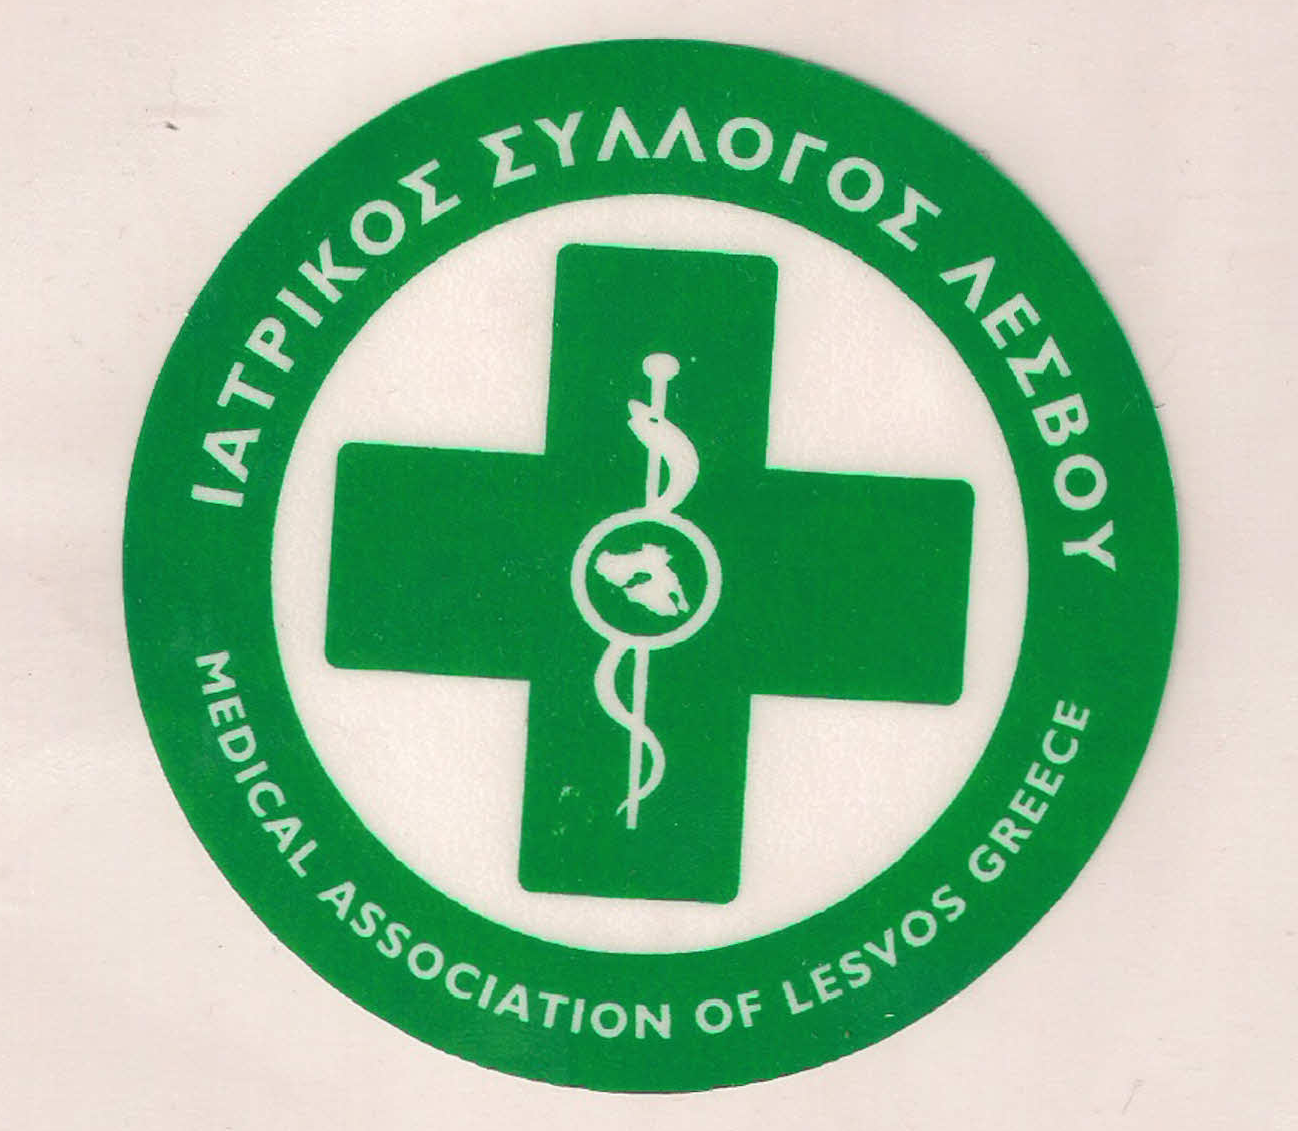 ΙΑΤΡΙΚΟΣ ΣΥΛΛΟΓΟΣ ΛΕΣΒΟΥ
MEDICAL ASSOCIATION OF LESVOS GREECE